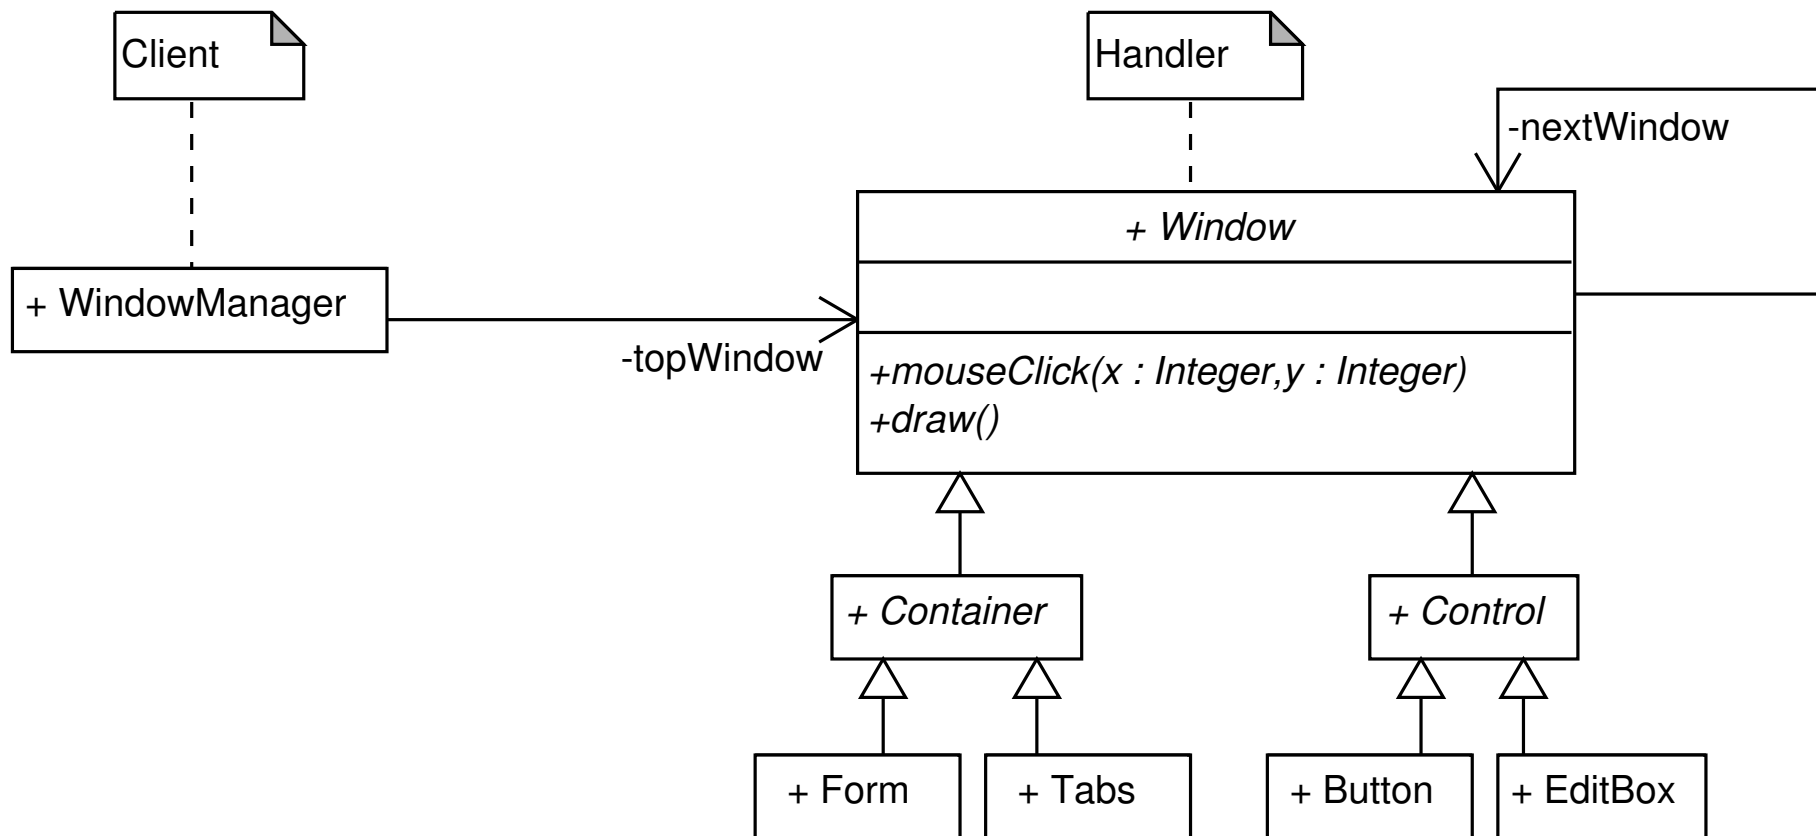 Client
Handler
-nextWindow
+ Window
+ WindowManager
-topWindow
+mouseClick(x : Integer,y : Integer)
+draw()
+ Container
+ Control
+ Form
+ Tabs
+ Button
+ EditBox